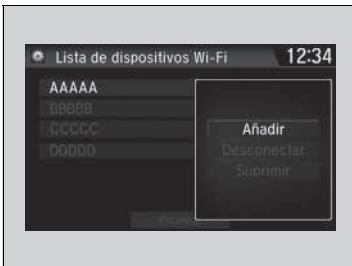 Lista de dispositivos Wi-Fi 12:34
AAAAA
BBBBB
CCCCC
DDDDD
Añadir
Desconectar
Suprimir